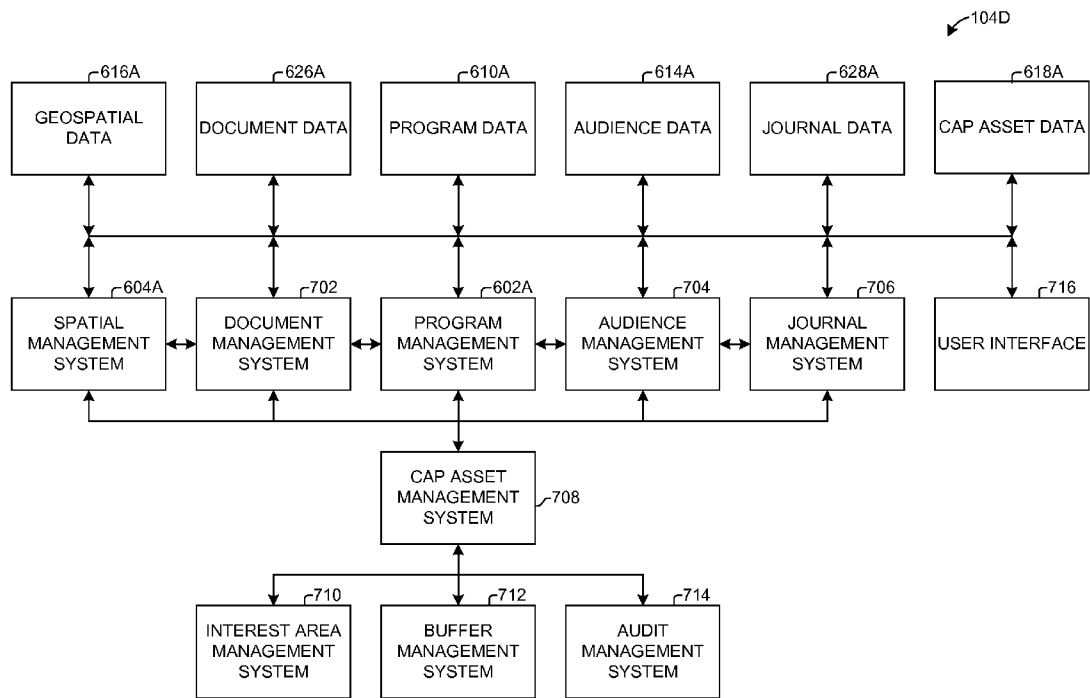 104D
616A
626A
610A
614A
628A
618A
GEOSPATIAL
DATA
DOCUMENT DATA
PROGRAM DATA
AUDIENCE DATA
JOURNAL DATA
CAP ASSET DATA
604A
702
602A
704
706
716
SPATIAL
MANAGEMENT
SYSTEM
DOCUMENT
MANAGEMENT
SYSTEM
PROGRAM
MANAGEMENT
SYSTEM
AUDIENCE
MANAGEMENT
SYSTEM
JOURNAL
MANAGEMENT
SYSTEM
USER INTERFACE
CAP ASSET
MANAGEMENT
SYSTEM
708
710
712
714
INTEREST AREA
MANAGEMENT
SYSTEM
BUFFER
MANAGEMENT
SYSTEM
AUDIT
MANAGEMENT
SYSTEM